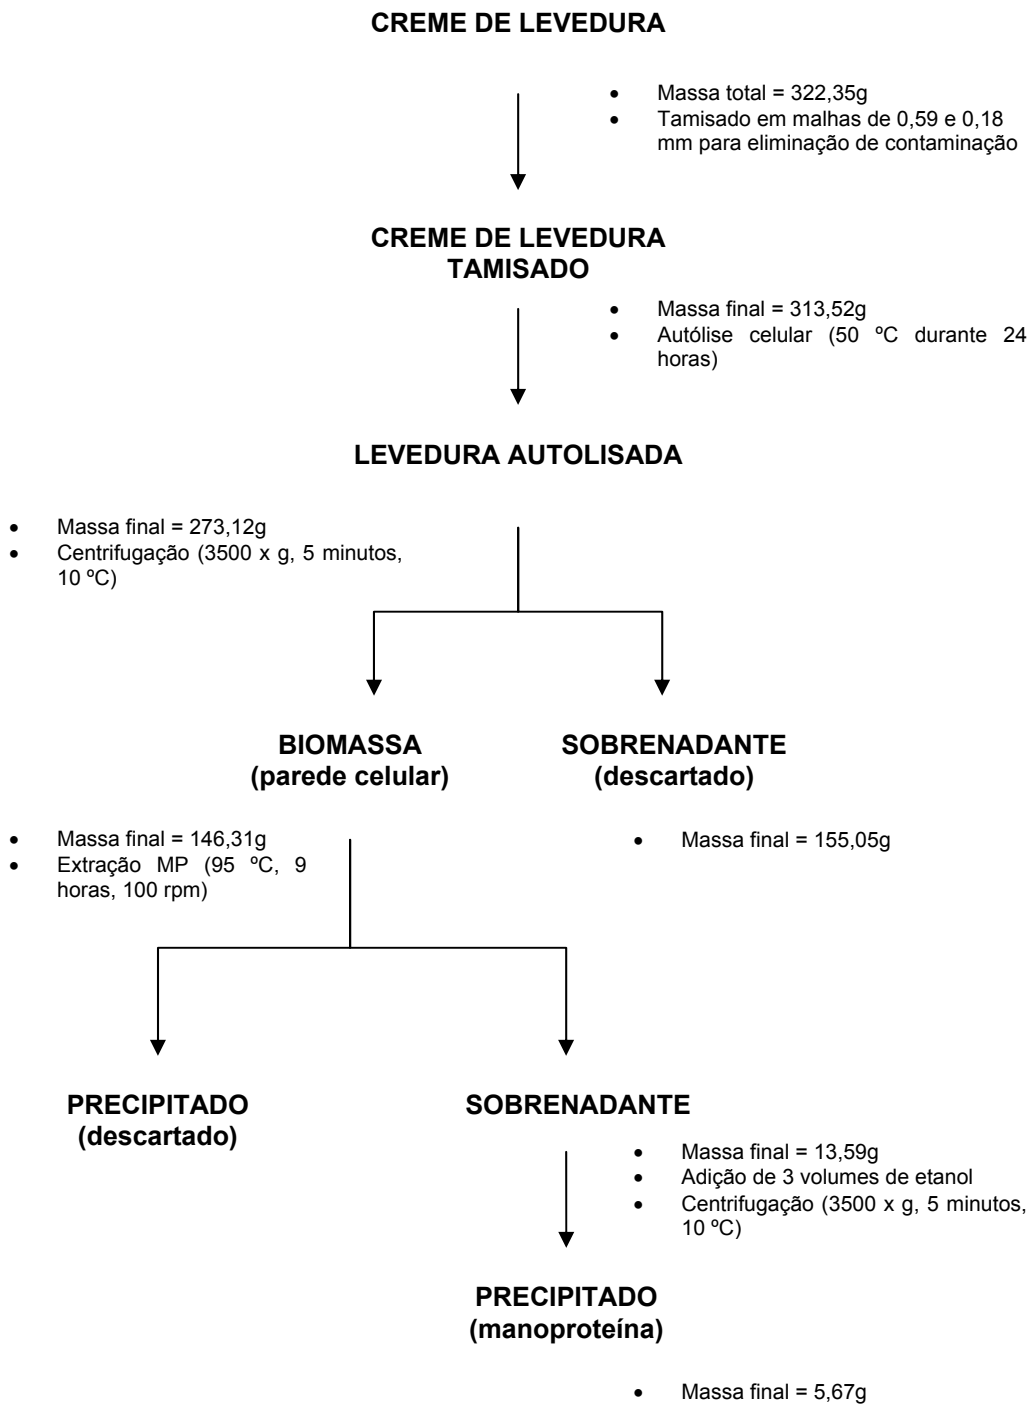 CREME DE LEVEDURA
• Massa total = 322,35g
• Tamisado em malhas de 0,59 e 0,18
mm para eliminação de contaminação
CREME DE LEVEDURA
TAMISADO
• Massa final = 313,52g
• Autólise celular (50 ºC durante 24
horas)
LEVEDURA AUTOLISADA
• Massa final = 273,12g
• Centrifugação (3500 x g, 5 minutos,
10 ºC)
BIOMASSA
(parede celular)
SOBRENADANTE
(descartado)
• Massa final = 146,31g
• Extração MP (95 ºC, 9
horas, 100 rpm)
• Massa final = 155,05g
PRECIPITADO
(descartado)
SOBRENADANTE
• Massa final = 13,59g
• Adição de 3 volumes de etanol
• Centrifugação (3500 x g, 5 minutos,
10 ºC)
PRECIPITADO
(manoproteína)
• Massa final = 5,67g